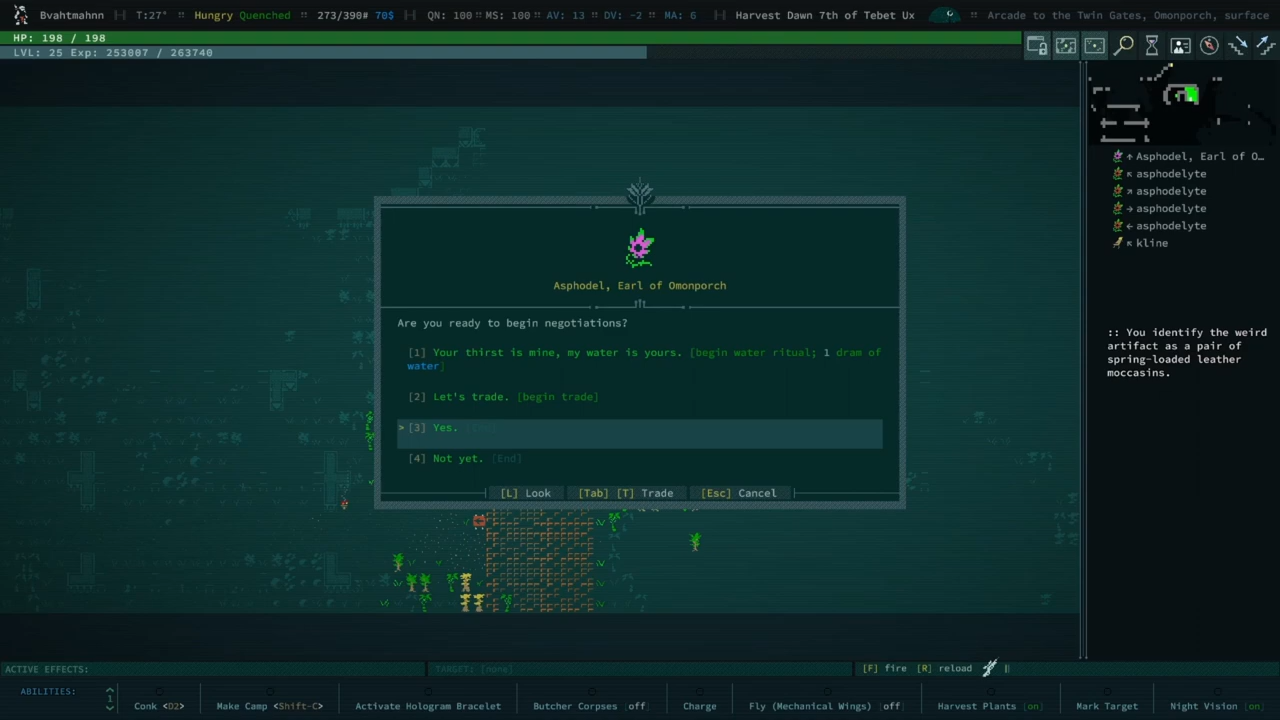 Bvahtmahnn T:27° :: Hungry Quenched :: 273/390# 70$ QN: 100 :: MS: 100 :: AV: 13 :: DV: -2 :: MA: 6 Harvest Dawn 7th of Tebet Ux :: Arcade to the Twin Gates, Omonporch, surface
HP: 198 / 198
LVL: 25 Exp: 253007 / 263740
Asphodel, Earl of O…
asphodelyte
asphodelyte
asphodelyte
asphodelyte
kline
:: You identify the weird
artifact as a pair of
spring-loaded leather
moccasins.
Asphodel, Earl of Omonporch
Are you ready to begin negotiations?
[1] Your thirst is mine, my water is yours. [begin water ritual; 1 dram of
water]
[2] Let's trade. [begin trade]
> [3] Yes. [End]
[4] Not yet. [End]
[L] Look [Tab] [T] Trade [Esc] Cancel
ACTIVE EFFECTS: TARGET: [none] [F] fire [R] reload
ABILITIES: 1 Conk <D2> Make Camp <Shift-C> Activate Hologram Bracelet Butcher Corpses [off] Charge Fly (Mechanical Wings) [off] Harvest Plants [on] Mark Target Night Vision [on]